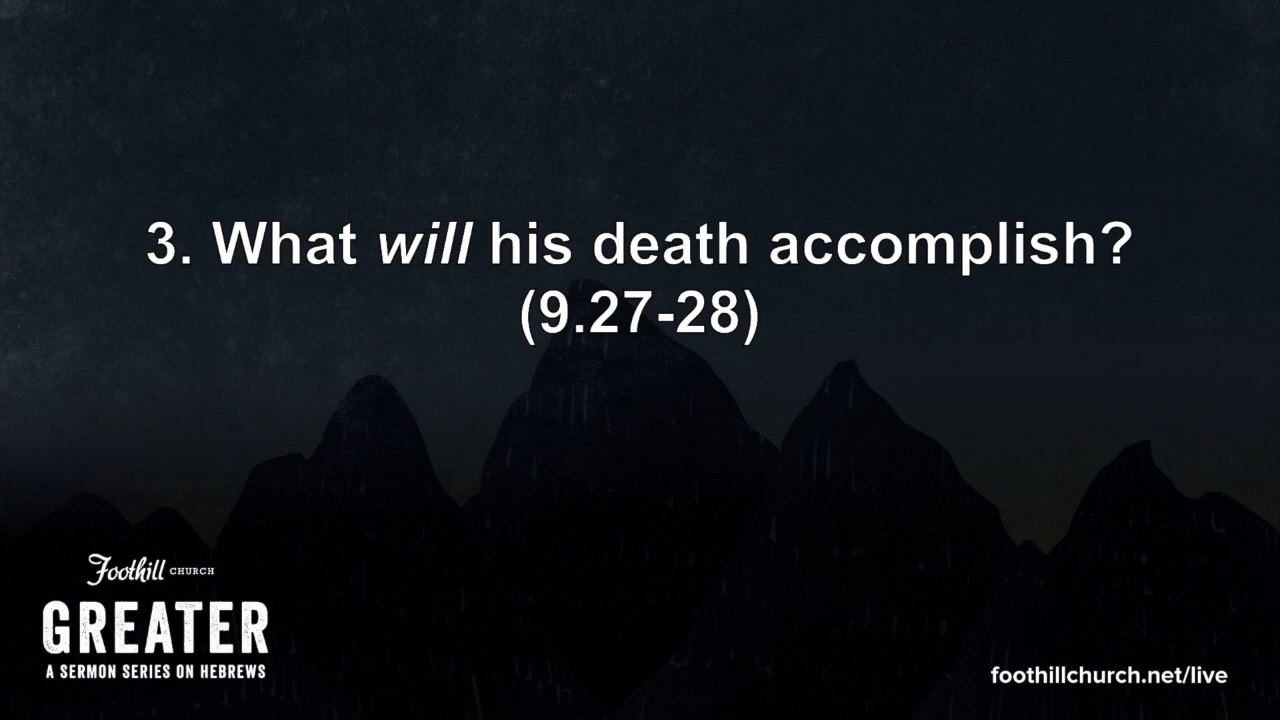 3. What will his death accomplish?
(9.27-28)
Foothill CHURCH
GREATER
A SERMON SERIES ON HEBREWS
foothillchurch.net/live